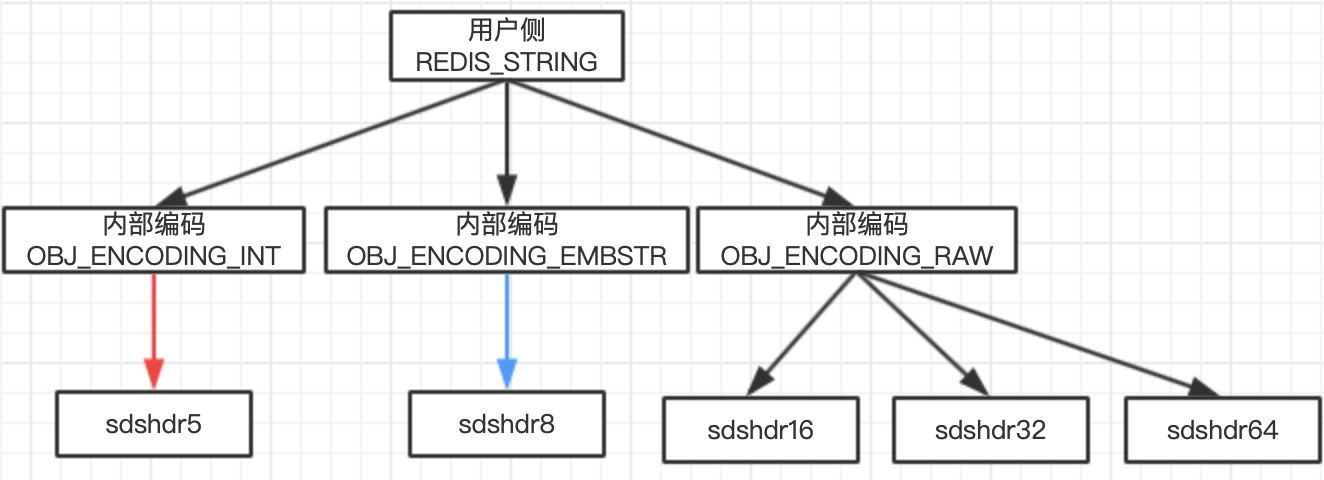 用户侧
REDIS_STRING
内部编码
OBJ_ENCODING_INT
内部编码
OBJ_ENCODING_EMBSTR
内部编码
OBJ_ENCODING_RAW
sdshdr5
sdshdr8
sdshdr16
sdshdr32
sdshdr64